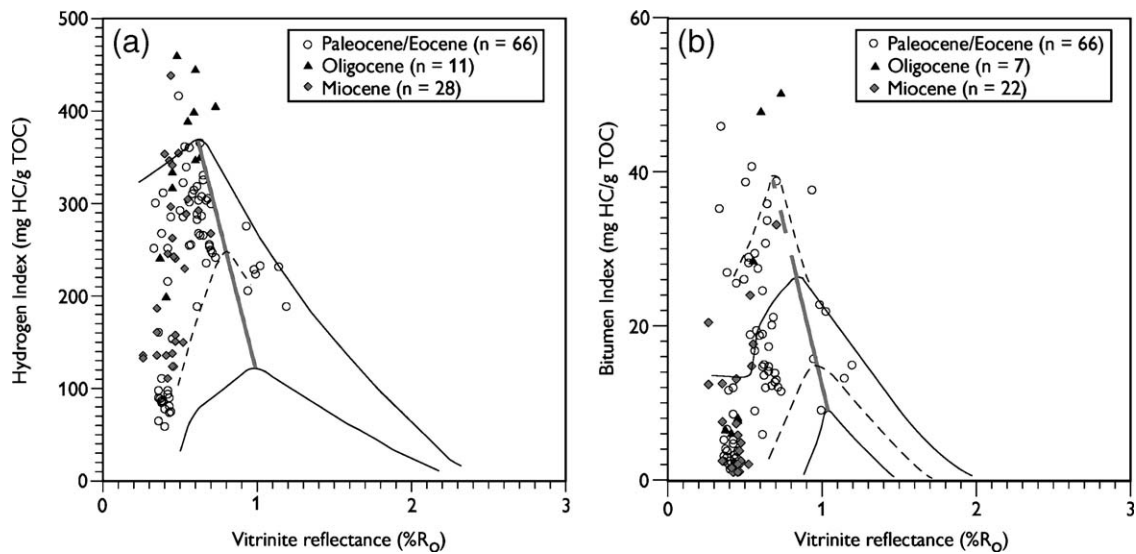 (a)
Paleocene/Eocene (n = 66)
Oligocene (n = 11)
Miocene (n = 28)
Hydrogen Index (mg HC/g TOC)
500
400
300
200
100
0
0
1
2
3
Vitrinite reflectance (%RO)
(b)
Paleocene/Eocene (n = 66)
Oligocene (n = 7)
Miocene (n = 22)
Bitumen Index (mg HC/g TOC)
60
40
20
0
0
1
2
3
Vitrinite reflectance (%RO)